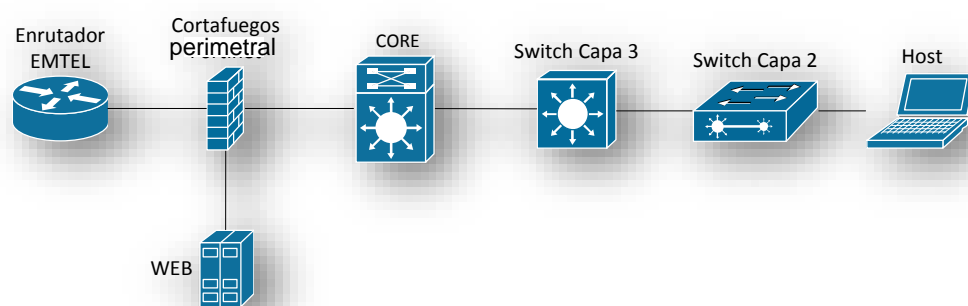 Enrutador
EMTEL
Cortafuegos
perimetral
CORE
Switch Capa 3
Switch Capa 2
Host
WEB